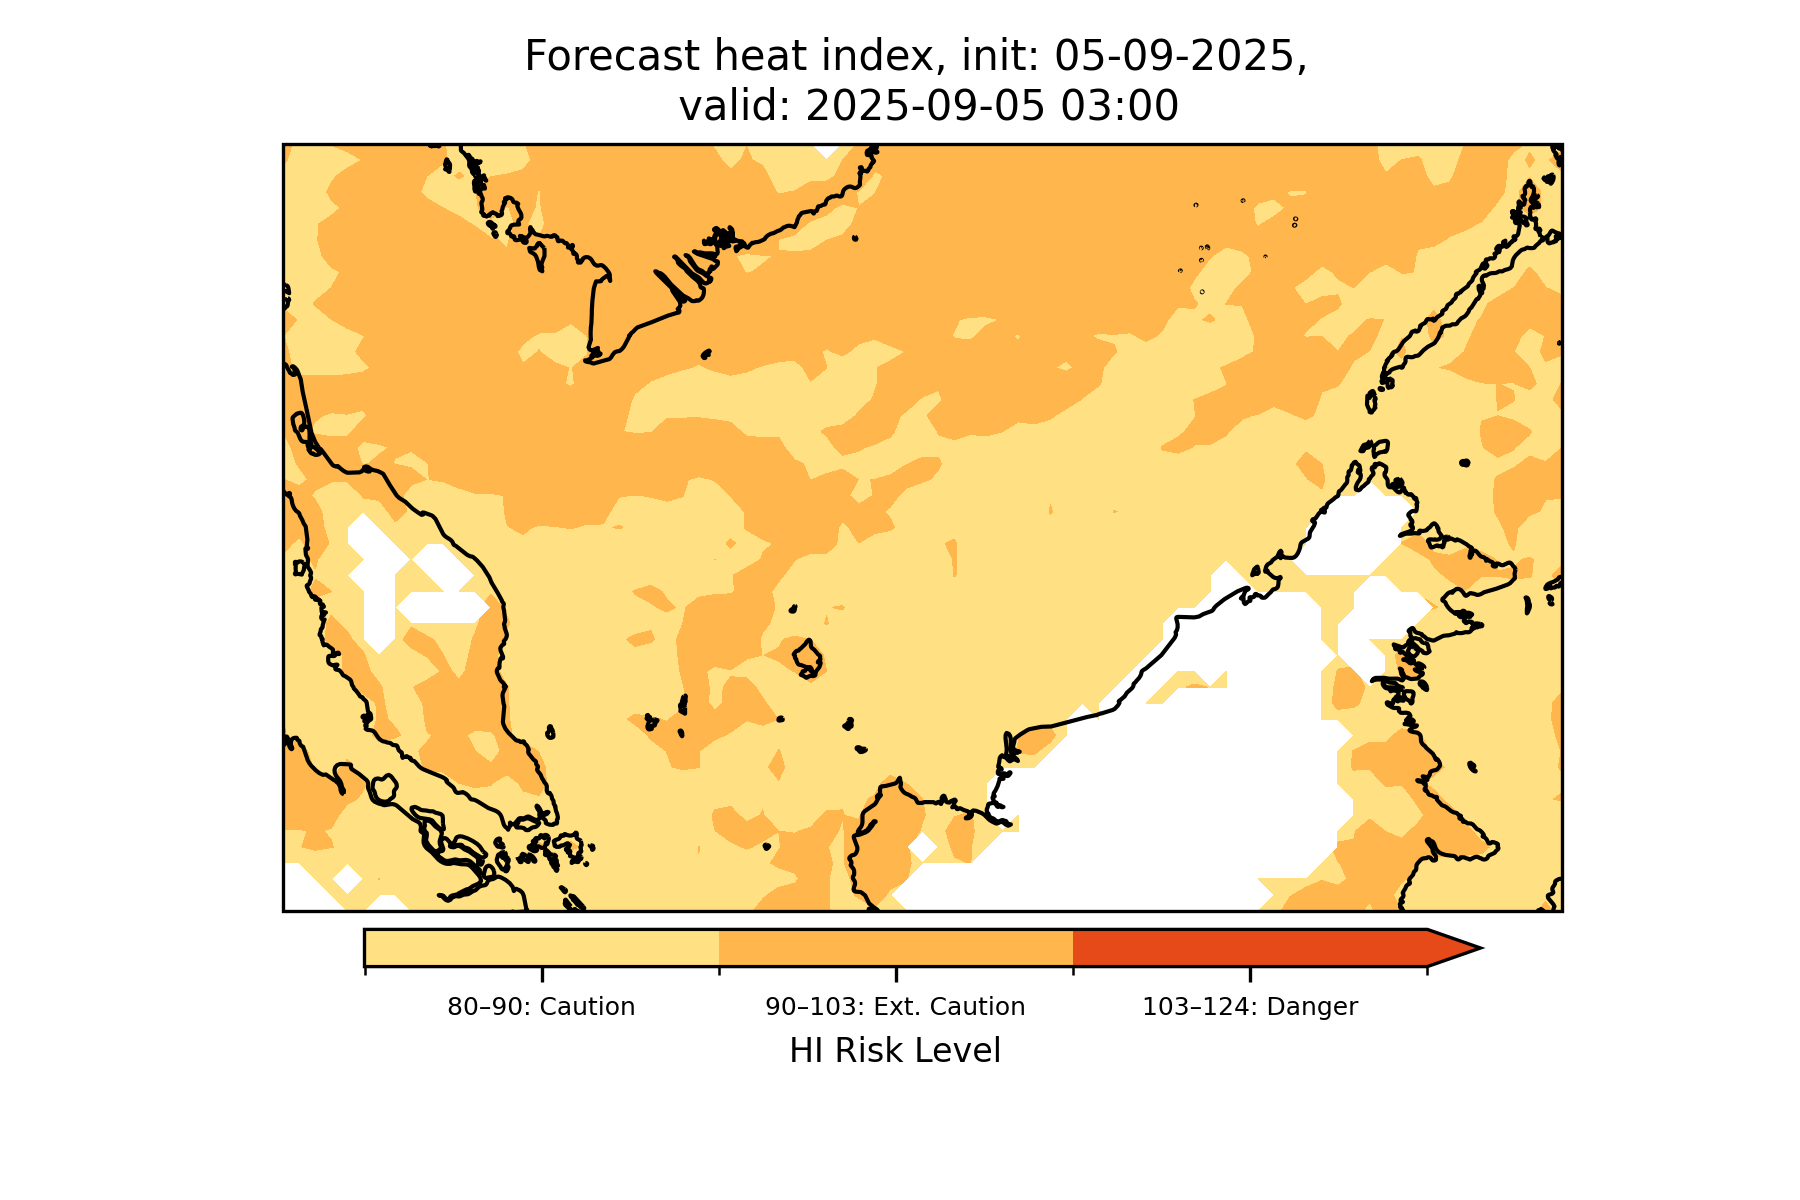 Forecast heat index, init: 05-09-2025,
valid: 2025-09-05 03:00
80–90: Caution
90–103: Ext. Caution
103–124: Danger
HI Risk Level